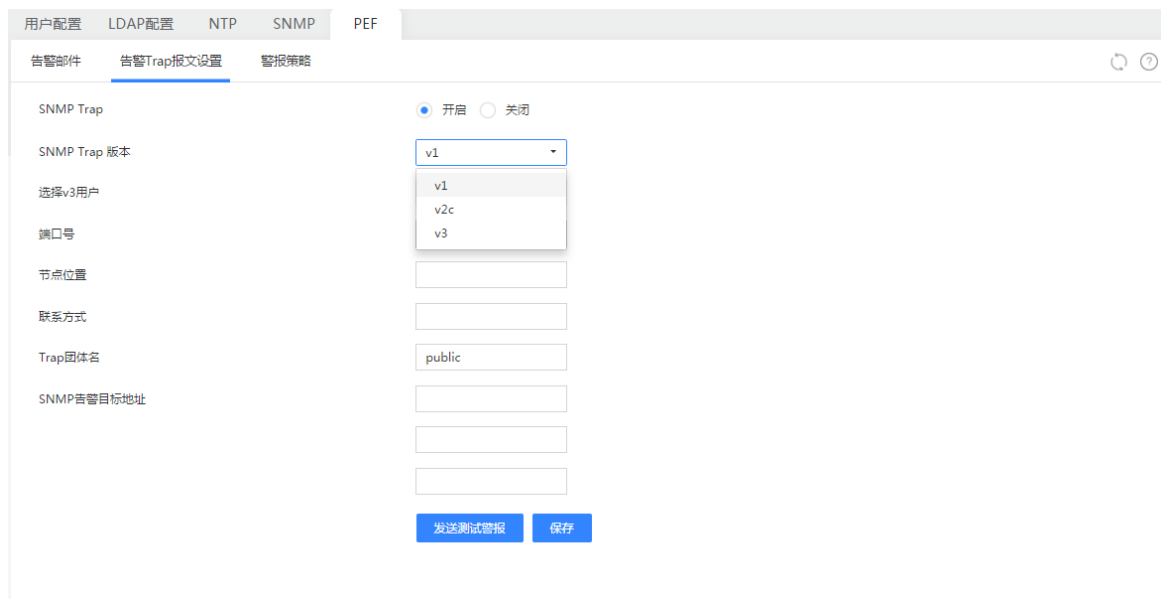 用户配置 LDAP配置 NTP SNMP PEF
告警邮件 告警Trap报文设置 警报策略
SNMP Trap 开启 关闭
SNMP Trap 版本 v1
v1
选择v3用户
v2c
v3
端口号
节点位置
联系方式
Trap团体名 public
SNMP告警目标地址
发送测试警报 保存